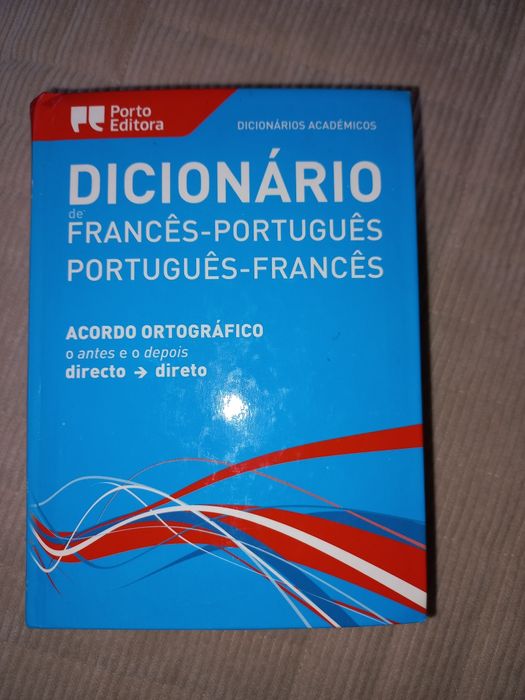 Porto
Editora
DICIONÁRIOS ACADÉMICOS
DICIONÁRIO
de
FRANCÊS-PORTUGUÊS
PORTUGUÊS-FRANCÊS
ACORDO ORTOGRÁFICO
o antes e o depois
directo → direto